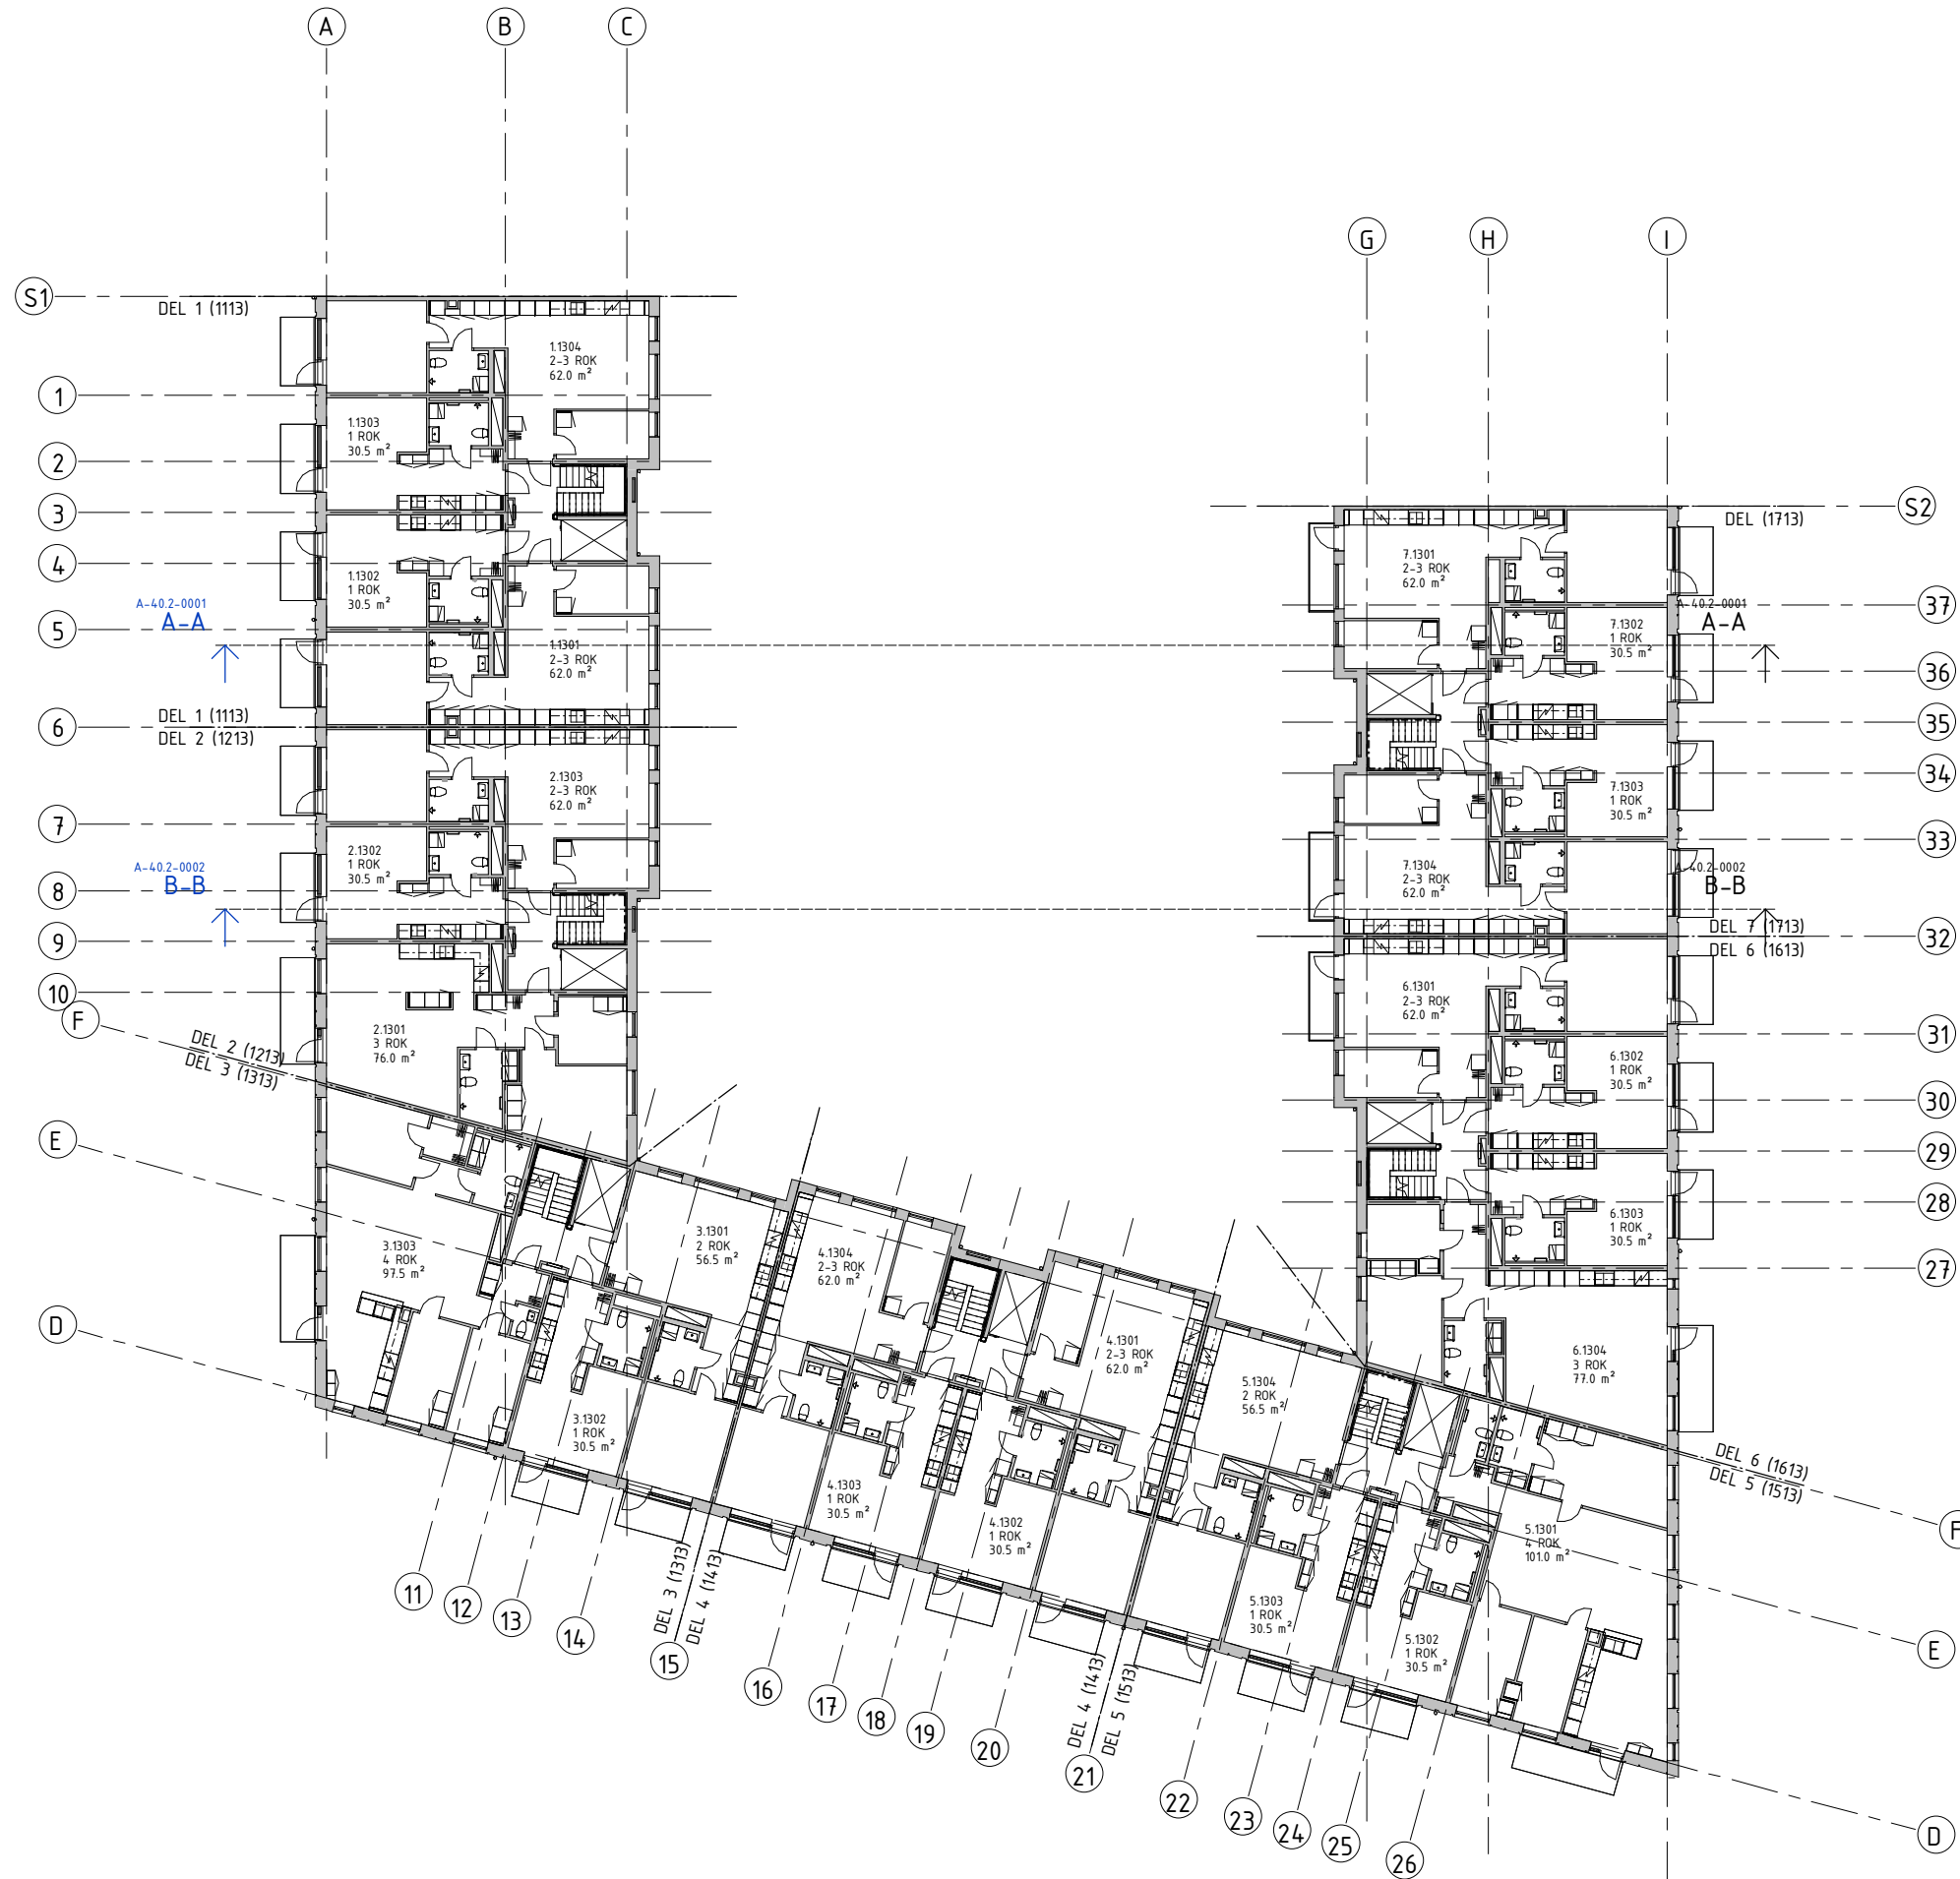 A
B
C
G
H
I
S1
DEL 1 (1113)
1.1304
2-3 ROK
62.0 m²
1
1.1303
1 ROK
30.5 m²
2
3
4
1.1302
1 ROK
30.5 m²
A-40.2-0001
A-A
5
1.1301
2-3 ROK
62.0 m²
DEL 1 (1113)
6
DEL 2 (1213)
2.1303
2-3 ROK
62.0 m²
7
2.1302
1 ROK
30.5 m²
A-40.2-0002
B-B
8
9
10
F
2.1301
3 ROK
76.0 m²
DEL 2 (1213)
DEL 3 (1313)
E
3.1303
4 ROK
97.5 m²
D
3.1301
2 ROK
56.5 m²
3.1302
1 ROK
30.5 m²
4.1304
2-3 ROK
62.0 m²
4.1303
1 ROK
30.5 m²
4.1302
1 ROK
30.5 m²
4.1301
2-3 ROK
62.0 m²
5.1304
2 ROK
56.5 m²
5.1303
1 ROK
30.5 m²
5.1302
1 ROK
30.5 m²
5.1301
4 ROK
101.0 m²
11
12
13
14
DEL 3 (1313)
DEL 4 (1413)
15
16
17
18
19
20
DEL 4 (1413)
DEL 5 (1513)
21
22
23
24
25
26
S2
DEL (1713)
7.1301
2-3 ROK
62.0 m²
37
A-40.2-0001
A-A
7.1302
1 ROK
30.5 m²
36
35
34
7.1303
1 ROK
30.5 m²
33
7.1304
2-3 ROK
62.0 m²
A-40.2-0002
B-B
DEL 7 (1713)
32
DEL 6 (1613)
6.1301
2-3 ROK
62.0 m²
31
6.1302
1 ROK
30.5 m²
30
29
28
6.1303
1 ROK
30.5 m²
27
6.1304
3 ROK
77.0 m²
DEL 6 (1613)
DEL 5 (1513)
F
E
D